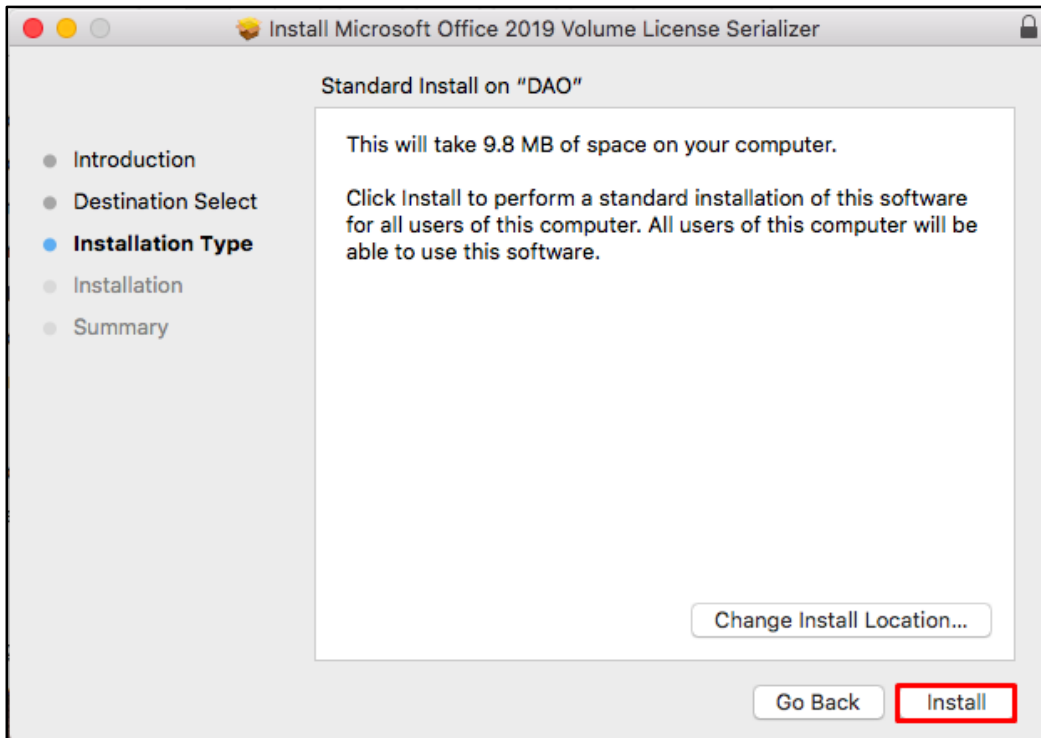 Install Microsoft Office 2019 Volume License Serializer
Standard Install on “DAO”
Introduction
Destination Select
Installation Type
Installation
Summary
This will take 9.8 MB of space on your computer.
Click Install to perform a standard installation of this software
for all users of this computer. All users of this computer will be
able to use this software.
Change Install Location...
Go Back
Install